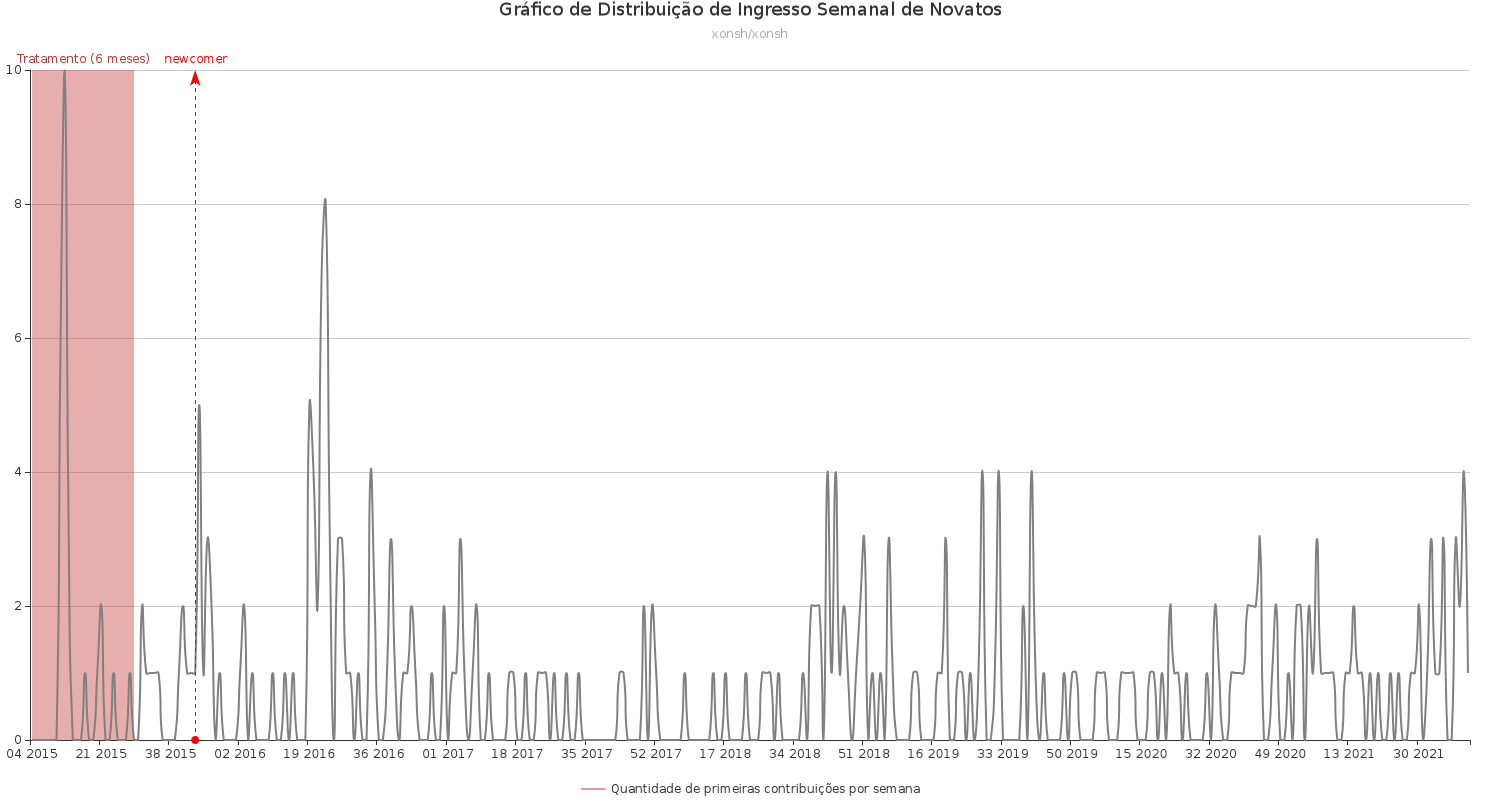 Gráfico de Distribuição de Ingresso Semanal de Novatos
xonsh/xonsh
Tratamento (6 meses) newcomer
10
8
6
4
2
0
04 2015 21 2015 38 2015 02 2016 19 2016 36 2016 01 2017 18 2017 35 2017 52 2017 17 2018 34 2018 51 2018 16 2019 33 2019 50 2019 15 2020 32 2020 49 2020 13 2021 30 2021
Quantidade de primeiras contribuições por semana